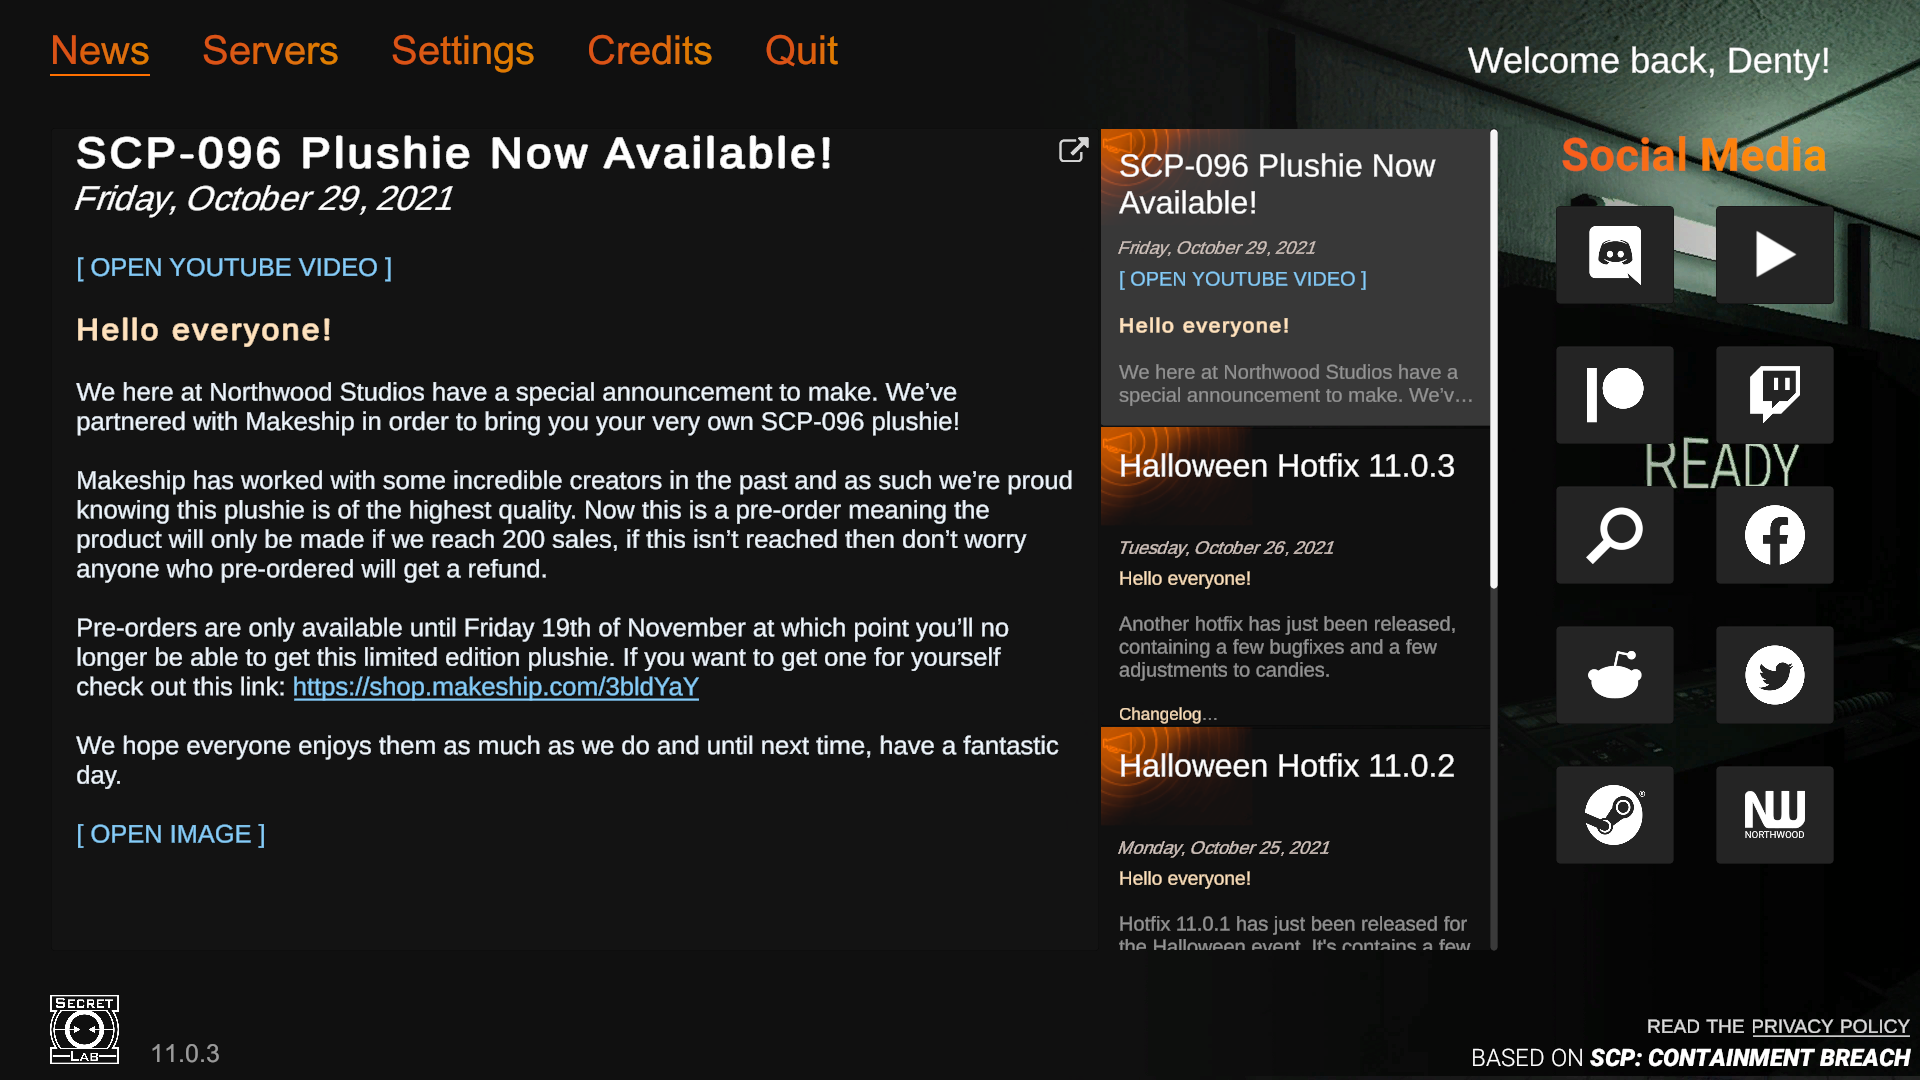 News Servers Settings Credits Quit
Welcome back, Denty!
SCP-096 Plushie Now Available!
Friday, October 29, 2021
[ OPEN YOUTUBE VIDEO ]
Hello everyone!
We here at Northwood Studios have a special announcement to make. We’ve
partnered with Makeship in order to bring you your very own SCP-096 plushie!
Makeship has worked with some incredible creators in the past and as such we’re proud
knowing this plushie is of the highest quality. Now this is a pre-order meaning the
product will only be made if we reach 200 sales, if this isn’t reached then don’t worry
anyone who pre-ordered will get a refund.
Pre-orders are only available until Friday 19th of November at which point you’ll no
longer be able to get this limited edition plushie. If you want to get one for yourself
check out this link: https://shop.makeship.com/3bldYaY
We hope everyone enjoys them as much as we do and until next time, have a fantastic
day.
[ OPEN IMAGE ]
SCP-096 Plushie Now
Available!
Friday, October 29, 2021
[ OPEN YOUTUBE VIDEO ]
Hello everyone!
We here at Northwood Studios have a
special announcement to make. We’v...
Halloween Hotfix 11.0.3
Tuesday, October 26, 2021
Hello everyone!
Another hotfix has just been released,
containing a few bugfixes and a few
adjustments to candies.
Changelog...
Halloween Hotfix 11.0.2
Monday, October 25, 2021
Hello everyone!
Hotfix 11.0.1 has just been released for
the Halloween event. It's contains a few
Social Media
READY
NW
NORTHWOOD
SECRET
LAB
11.0.3
READ THE PRIVACY POLICY
BASED ON SCP: CONTAINMENT BREACH